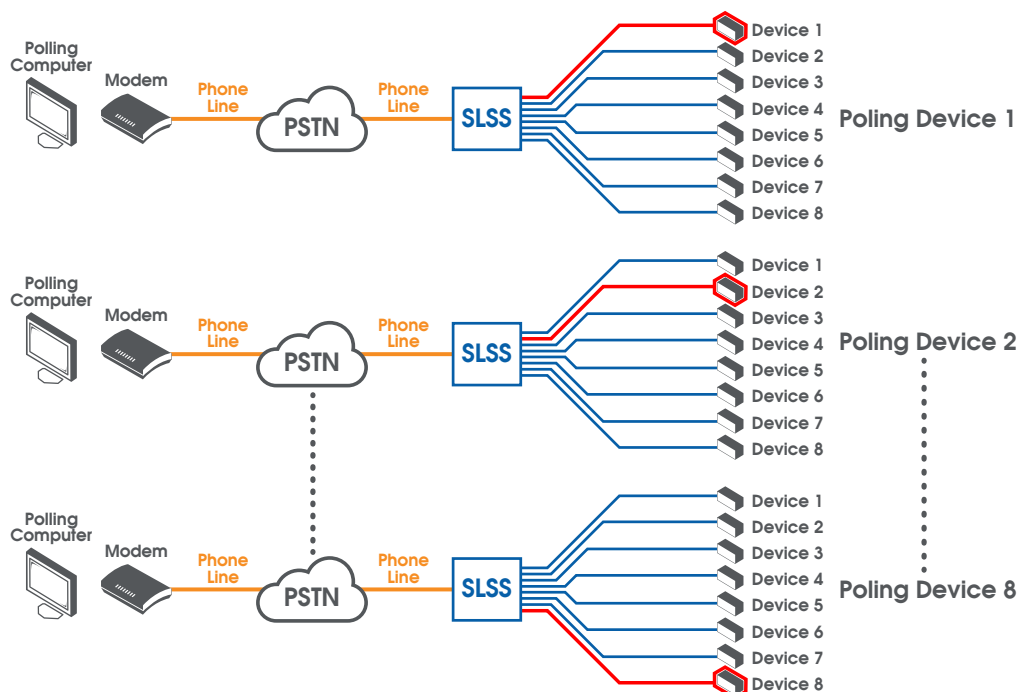 Polling
Computer
Modem
Phone
Line
PSTN
Phone
Line
SLSS
Device 1
Device 2
Device 3
Device 4
Device 5
Device 6
Device 7
Device 8
Poling Device 1
Polling
Computer
Modem
Phone
Line
PSTN
Phone
Line
SLSS
Device 1
Device 2
Device 3
Device 4
Device 5
Device 6
Device 7
Device 8
Poling Device 2
Polling
Computer
Modem
Phone
Line
PSTN
Phone
Line
SLSS
Device 1
Device 2
Device 3
Device 4
Device 5
Device 6
Device 7
Device 8
Poling Device 8